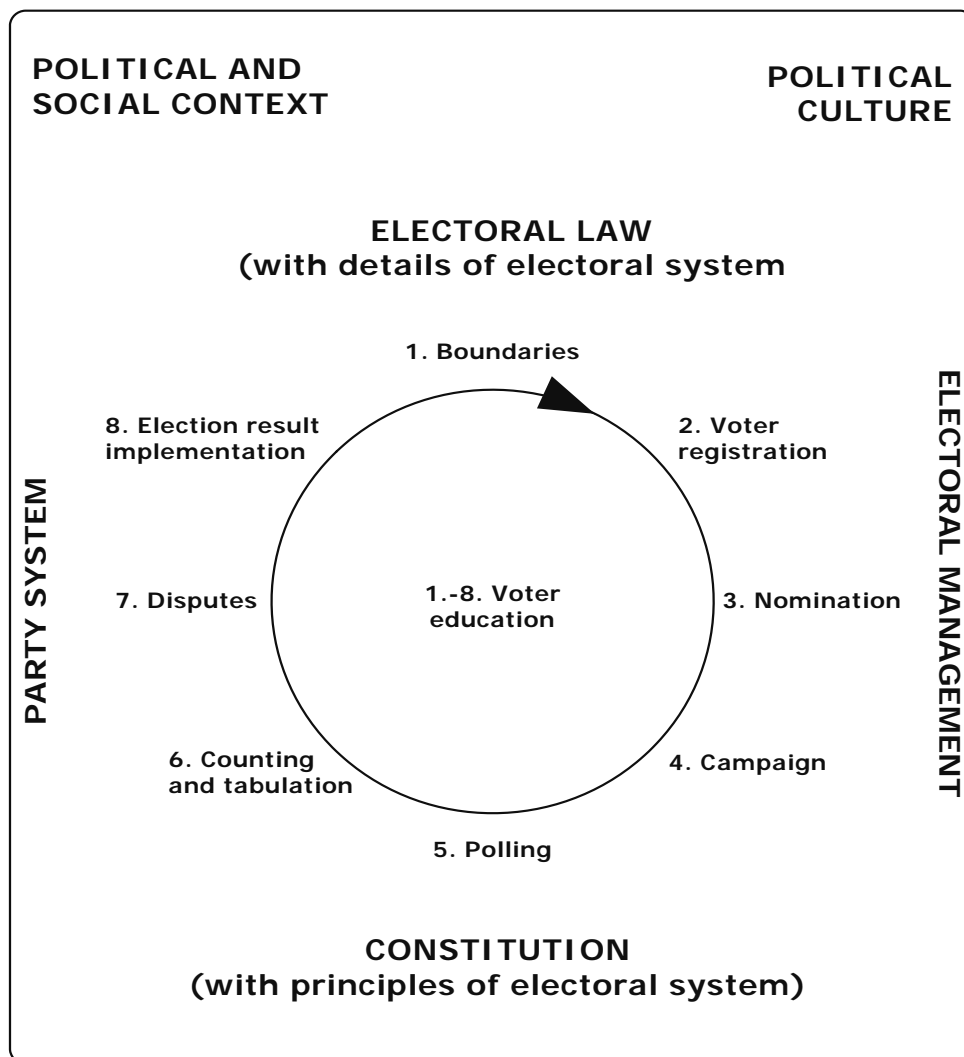 POLITICAL AND
SOCIAL CONTEXT
POLITICAL
CULTURE
ELECTORAL LAW
(with details of electoral system
1. Boundaries
8. Election result
implementation
2. Voter
registration
PARTY SYSTEM
ELECTORAL MANAGEMENT
7. Disputes
1.-8. Voter
education
3. Nomination
6. Counting
and tabulation
4. Campaign
5. Polling
CONSTITUTION
(with principles of electoral system)